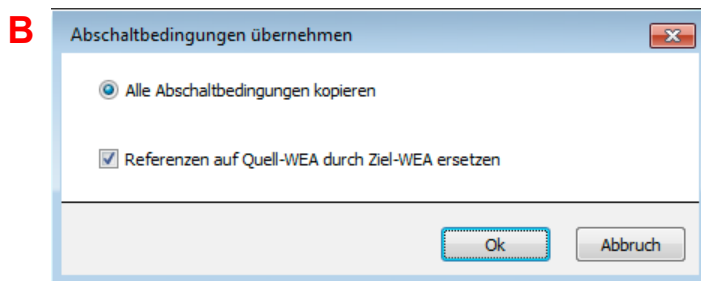 B
Abschaltbedingungen übernehmen
Alle Abschaltbedingungen kopieren
Referenzen auf Quell-WEA durch Ziel-WEA ersetzen
Ok Abbruch